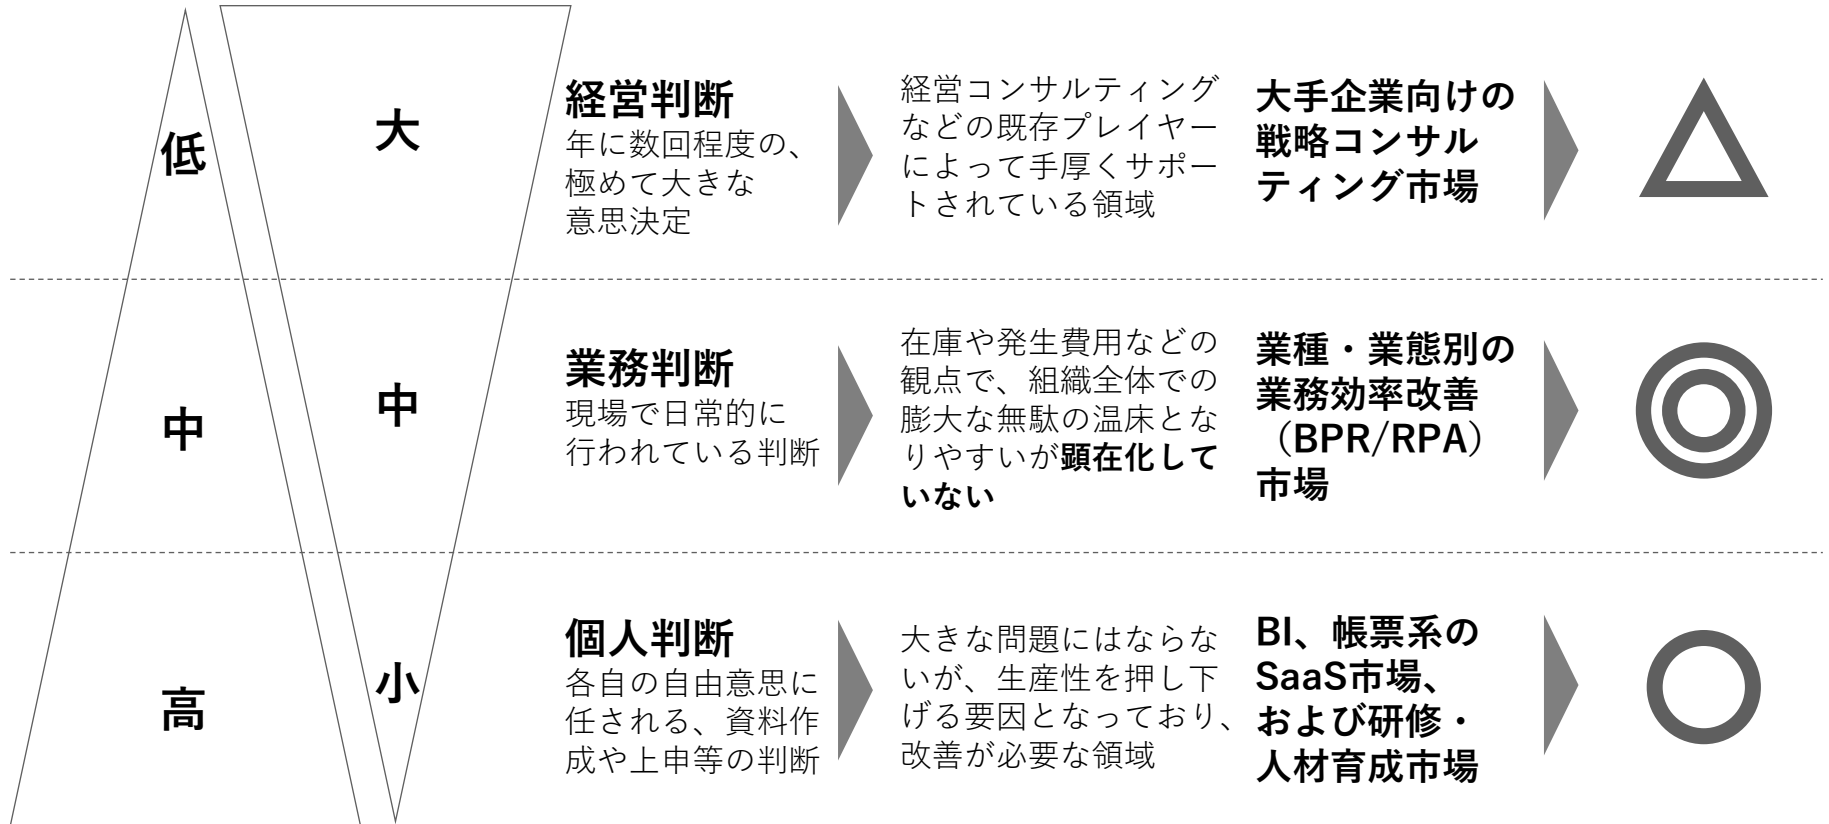 低
大
経営判断
年に数回程度の、
極めて大きな
意思決定
経営コンサルティング
などの既存プレイヤー
によって手厚くサポー
トされている領域
大手企業向けの
戦略コンサル
ティング市場
中
中
業務判断
現場で日常的に
行われている判断
在庫や発生費用などの
観点で、組織全体での
膨大な無駄の温床とな
りやすいが顕在化して
いない
業種・業態別の
業務効率改善
（BPR/RPA）
市場
高
小
個人判断
各自の自由意思に
任される、資料作
成や上申等の判断
大きな問題にはならな
いが、生産性を押し下
げる要因となっており、
改善が必要な領域
BI、帳票系の
SaaS市場、
および研修・
人材育成市場